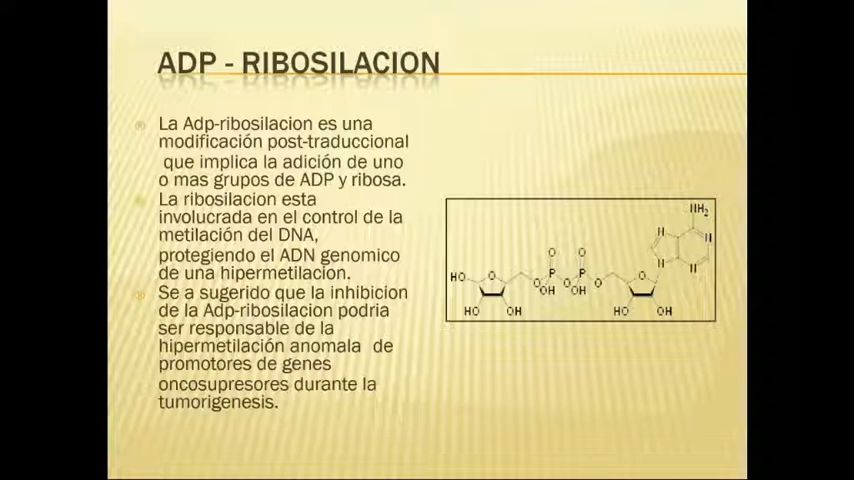 ADP - RIBOSILACION
La Adp-ribosilacion es una
modificación post-traduccional
que implica la adición de uno
o mas grupos de ADP y ribosa.
La ribosilacion esta
involucrada en el control de la
metilación del DNA,
protegiendo el ADN genomico
de una hipermetilacion.
Se a sugerido que la inhibicion
de la Adp-ribosilacion podria
ser responsable de la
hipermetilación anomala de
promotores de genes
oncosupresores durante la
tumorigenesis.
NH2
N N
N N
O O
HO O P P O
O OH O OH O
HO OH HO OH